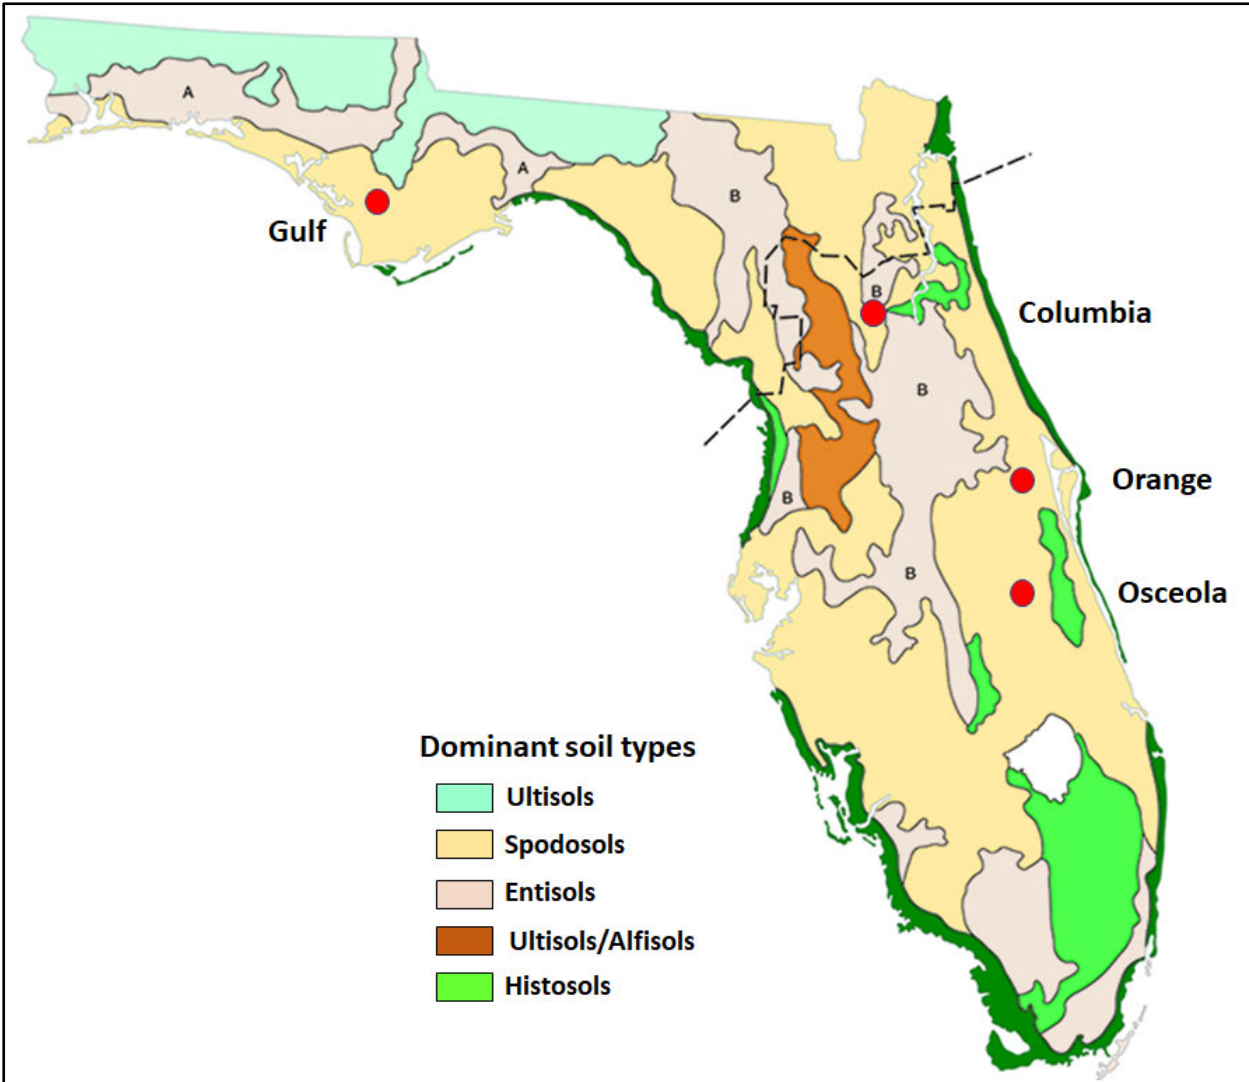 A
A
B
Gulf
B
Columbia
B
Orange
B
B
Osceola
Dominant soil types
Ultisols
Spodosols
Entisols
Ultisols/Alfisols
Histosols